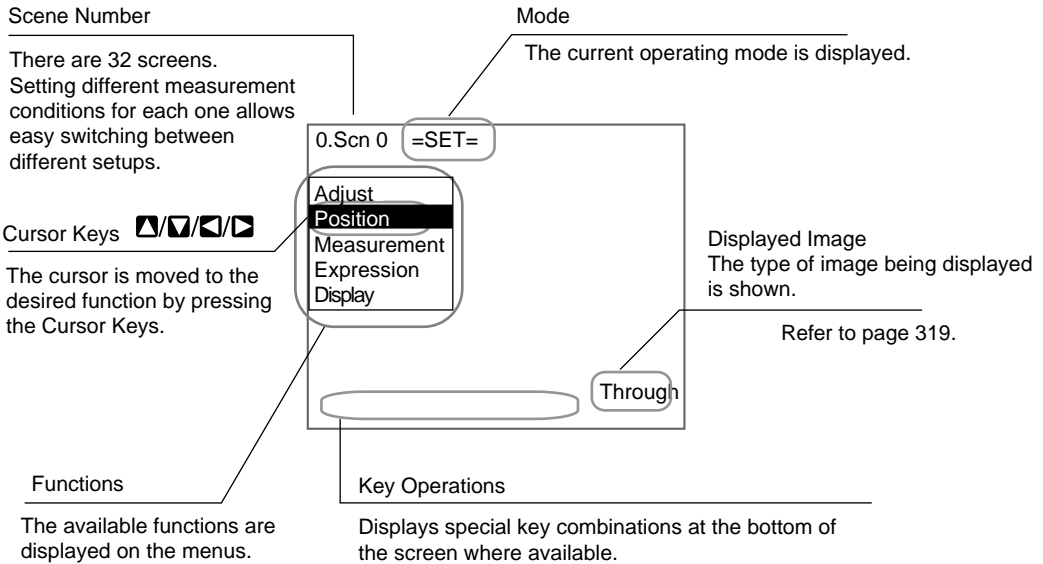 Scene Number
There are 32 screens.
Setting different measurement
conditions for each one allows
easy switching between
different setups.
Mode
The current operating mode is displayed.
0.Scn 0 =SET=
Adjust
Position
Measurement
Expression
Display
Cursor Keys ▲/▼/◀/▶
The cursor is moved to the
desired function by pressing
the Cursor Keys.
Displayed Image
The type of image being displayed
is shown.
Refer to page 319.
Through
Functions
The available functions are
displayed on the menus.
Key Operations
Displays special key combinations at the bottom of
the screen where available.